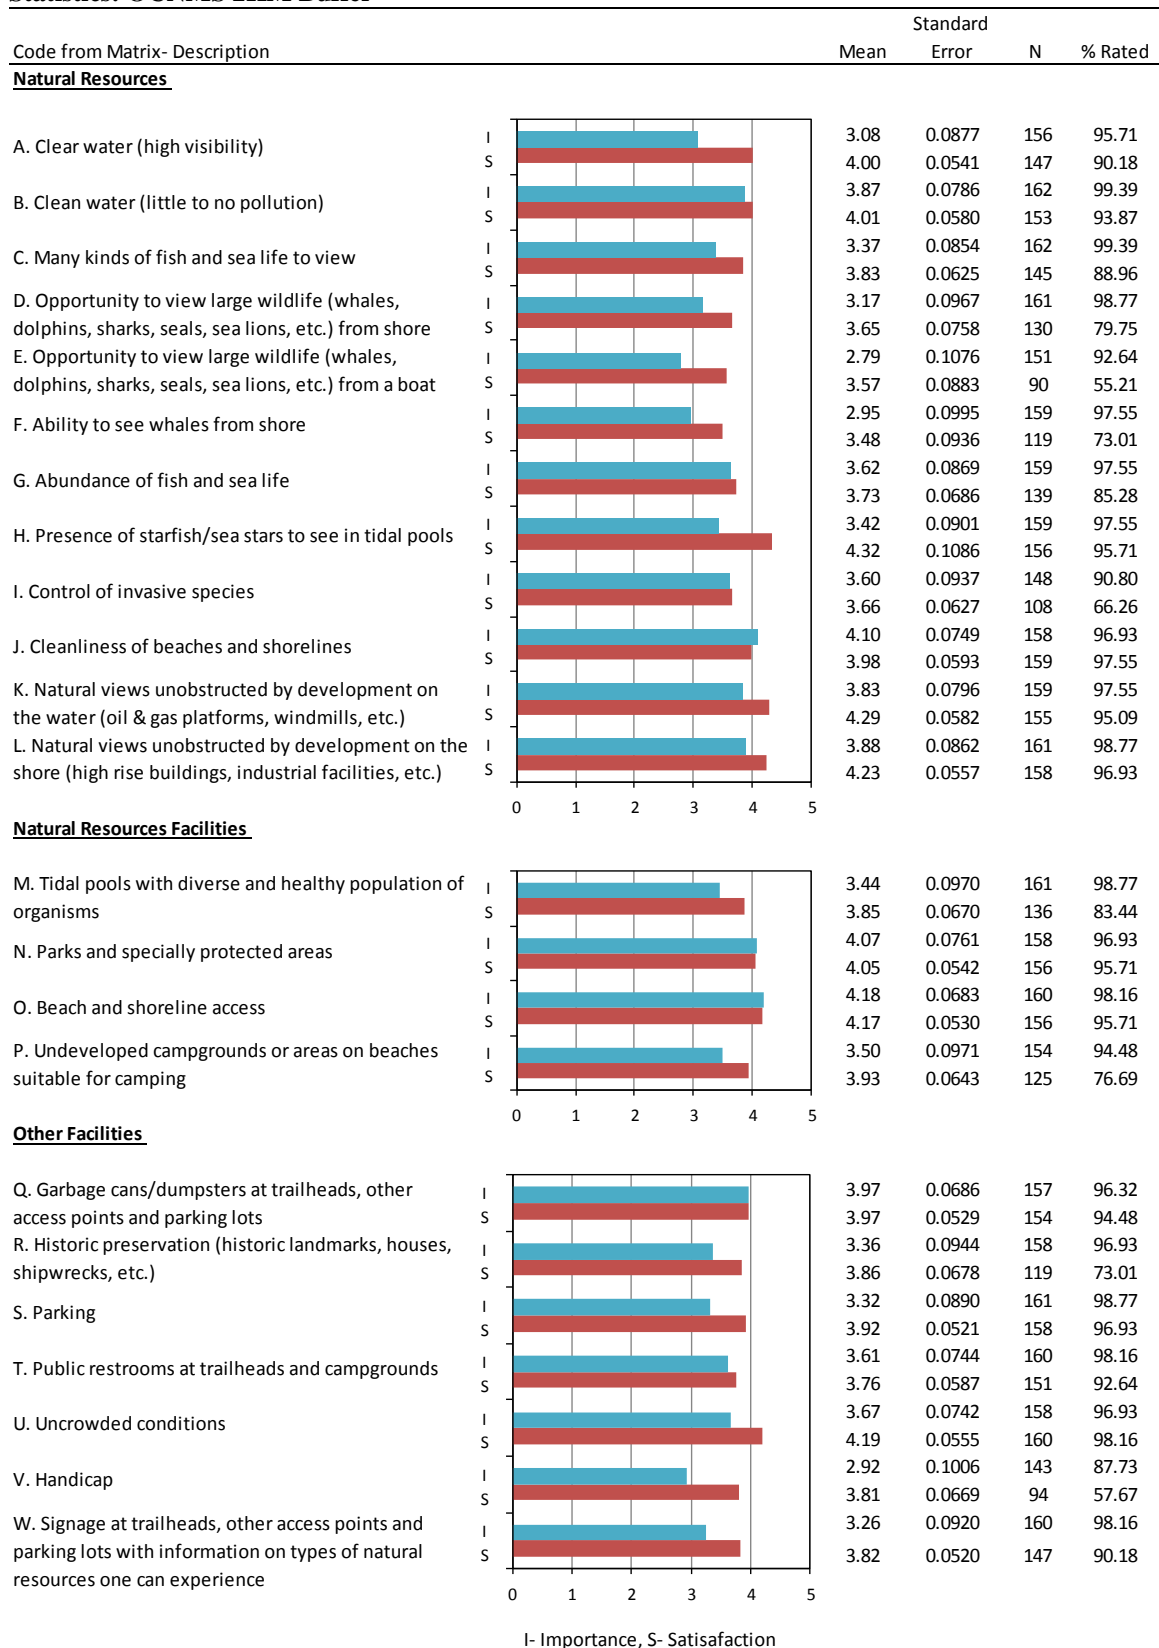 Statistics: OCNMS Buffer
Standard
Code from Matrix- Description Mean Error N % Rated
Natural Resources
A. Clear water (high visibility)
I 3.08 0.0877 156 95.71
S 4.00 0.0541 147 90.18
B. Clean water (little to no pollution)
I 3.87 0.0786 162 99.39
S 4.01 0.0580 153 93.87
C. Many kinds of fish and sea life to view
I 3.37 0.0854 162 99.39
S 3.83 0.0625 145 88.96
D. Opportunity to view large wildlife (whales,
dolphins, sharks, seals, sea lions, etc.) from shore
I 3.17 0.0967 161 98.77
S 3.65 0.0758 130 79.75
E. Opportunity to view large wildlife (whales,
dolphins, sharks, seals, sea lions, etc.) from a boat
I 2.79 0.1076 151 92.64
S 3.57 0.0883 90 55.21
F. Ability to see whales from shore
I 2.95 0.0995 159 97.55
S 3.48 0.0936 119 73.01
G. Abundance of fish and sea life
I 3.62 0.0869 159 97.55
S 3.73 0.0686 139 85.28
H. Presence of starfish/sea stars to see in tidal pools
I 3.42 0.0901 159 97.55
S 4.32 0.1086 156 95.71
I. Control of invasive species
I 3.60 0.0937 148 90.80
S 3.66 0.0627 108 66.26
J. Cleanliness of beaches and shorelines
I 4.10 0.0749 158 96.93
S 3.98 0.0593 159 97.55
K. Natural views unobstructed by development on
the water (oil & gas platforms, windmills, etc.)
I 3.83 0.0796 159 97.55
S 4.29 0.0582 155 95.09
L. Natural views unobstructed by development on the
shore (high rise buildings, industrial facilities, etc.)
I 3.88 0.0862 161 98.77
S 4.23 0.0557 158 96.93
0 1 2 3 4 5
Natural Resources Facilities
M. Tidal pools with diverse and healthy population of
organisms
I 3.44 0.0970 161 98.77
S 3.85 0.0670 136 83.44
N. Parks and specially protected areas
I 4.07 0.0761 158 96.93
S 4.05 0.0542 156 95.71
O. Beach and shoreline access
I 4.18 0.0683 160 98.16
S 4.17 0.0530 156 95.71
P. Undeveloped campgrounds or areas on beaches
suitable for camping
I 3.50 0.0971 154 94.48
S 3.93 0.0643 125 76.69
0 1 2 3 4 5
Other Facilities
Q. Garbage cans/dumpsters at trailheads, other
access points and parking lots
I 3.97 0.0686 157 96.32
S 3.97 0.0529 154 94.48
R. Historic preservation (historic landmarks, houses,
shipwrecks, etc.)
I 3.36 0.0944 158 96.93
S 3.86 0.0678 119 73.01
S. Parking
I 3.32 0.0890 161 98.77
S 3.92 0.0521 158 96.93
T. Public restrooms at trailheads and campgrounds
I 3.61 0.0744 160 98.16
S 3.76 0.0587 151 92.64
U. Uncrowded conditions
I 3.67 0.0742 158 96.93
S 4.19 0.0555 160 98.16
V. Handicap
I 2.92 0.1006 143 87.73
S 3.81 0.0669 94 57.67
W. Signage at trailheads, other access points and
parking lots with information on types of natural
resources one can experience
I 3.26 0.0920 160 98.16
S 3.82 0.0520 147 90.18
0 1 2 3 4 5
I- Importance, S- Satisafaction